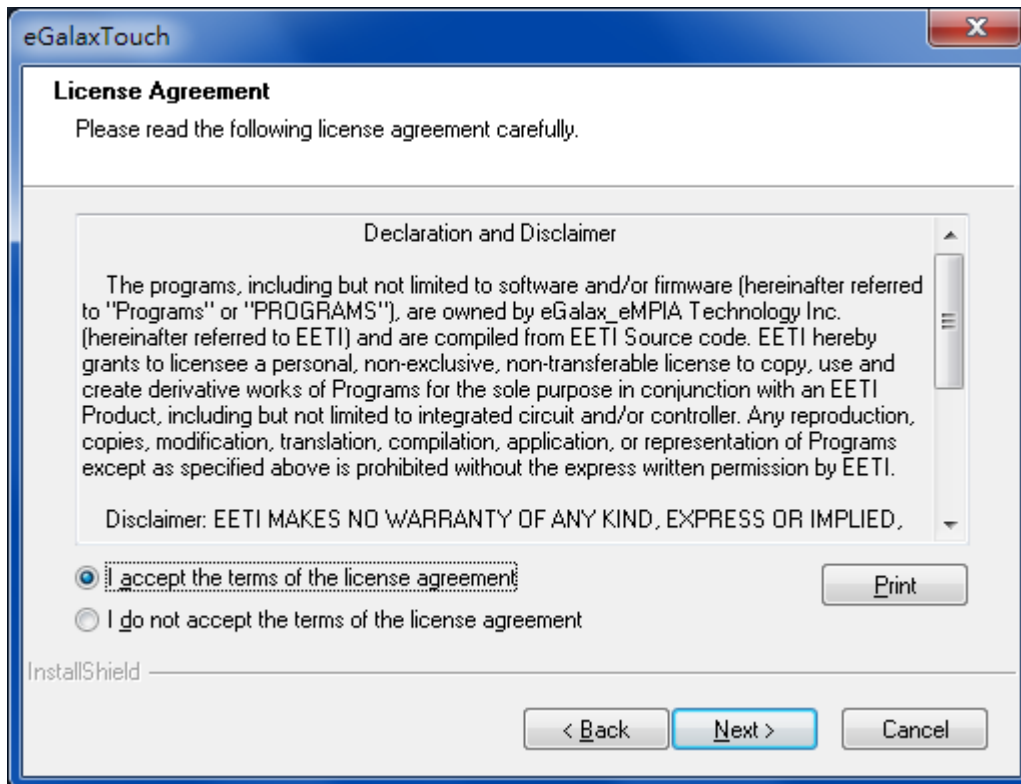 eGalaxTouch
License Agreement
Please read the following license agreement carefully.
Declaration and Disclaimer
The programs, including but not limited to software and/or firmware (hereinafter referred
to "Programs" or "PROGRAMS"), are owned by eGalax_eMPIA Technology Inc.
(hereinafter referred to EETI) and are compiled from EETI Source code. EETI hereby
grants to licensee a personal, non-exclusive, non-transferable license to copy, use and
create derivative works of Programs for the sole purpose in conjunction with an EETI
Product, including but not limited to integrated circuit and/or controller. Any reproduction,
copies, modification, translation, compilation, application, or representation of Programs
except as specified above is prohibited without the express written permission by EETI.
Disclaimer: EETI MAKES NO WARRANTY OF ANY KIND, EXPRESS OR IMPLIED,
I accept the terms of the license agreement
Print
I do not accept the terms of the license agreement
InstallShield
< Back
Next >
Cancel